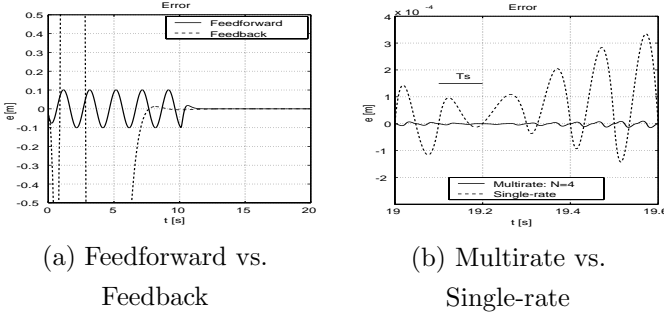 Error
Feedforward
Feedback
0.5
0.4
0.3
0.2
0.1
0
-0.1
-0.2
-0.3
-0.4
-0.5
e [m]
0 5 10 15 20
t [s]
(a) Feedforward vs.
Feedback
x 10 -4
Error
4
3
2
1
0
-1
-2
e [m]
Ts
Multirate: N=4
Single-rate
19 19.2 19.4 19.6
t [s]
(b) Multirate vs.
Single-rate